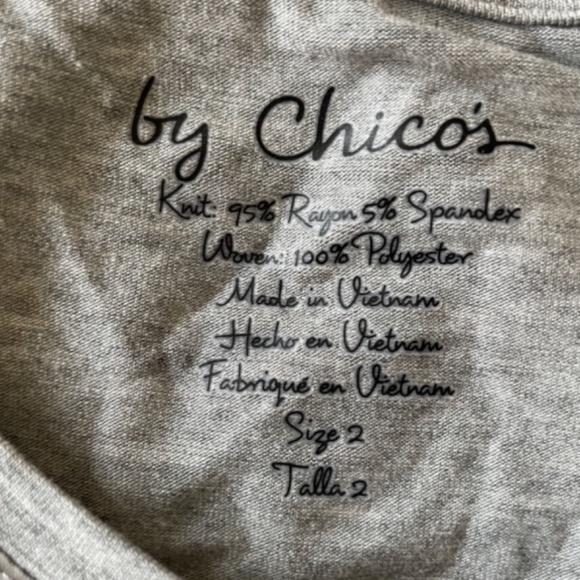 by Chico's
Knit: 95% Rayon 5% Spandex
Woven: 100% Polyester
Made in Vietnam
Hecho en Vietnam
Fabriqué en Vietnam
Size 2
Talla 2